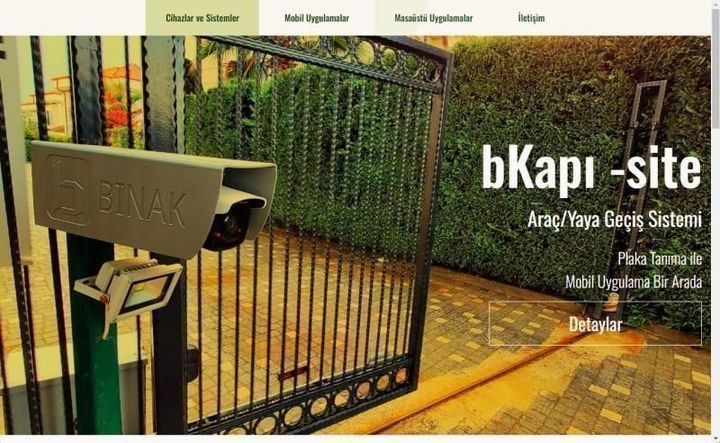 Cihazlar ve Sistemler
Mobil Uygulamalar
Masaüstü Uygulamalar
İletişim
BINAK
bKapı -site
Araç/Yaya Geçiş Sistemi
Plaka Tanıma ile
Mobil Uygulama Bir Arada
Detaylar